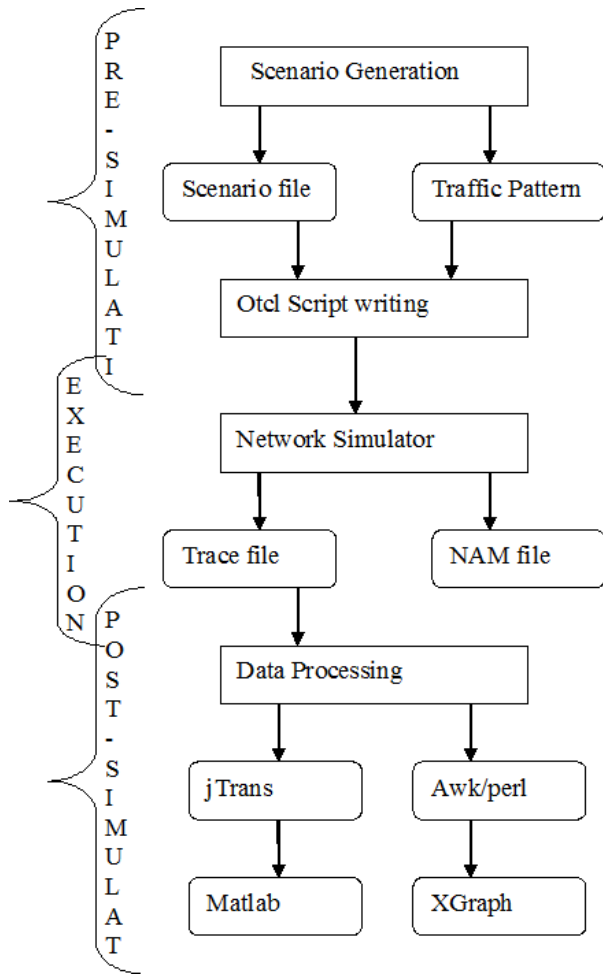 PRE-SIMULATI
Scenario Generation
Scenario file
Traffic Pattern
Otcl Script writing
EXECUTION
Network Simulator
Trace file
NAM file
POST-SIMULAT
Data Processing
jTrans
Awk/perl
Matlab
XGraph